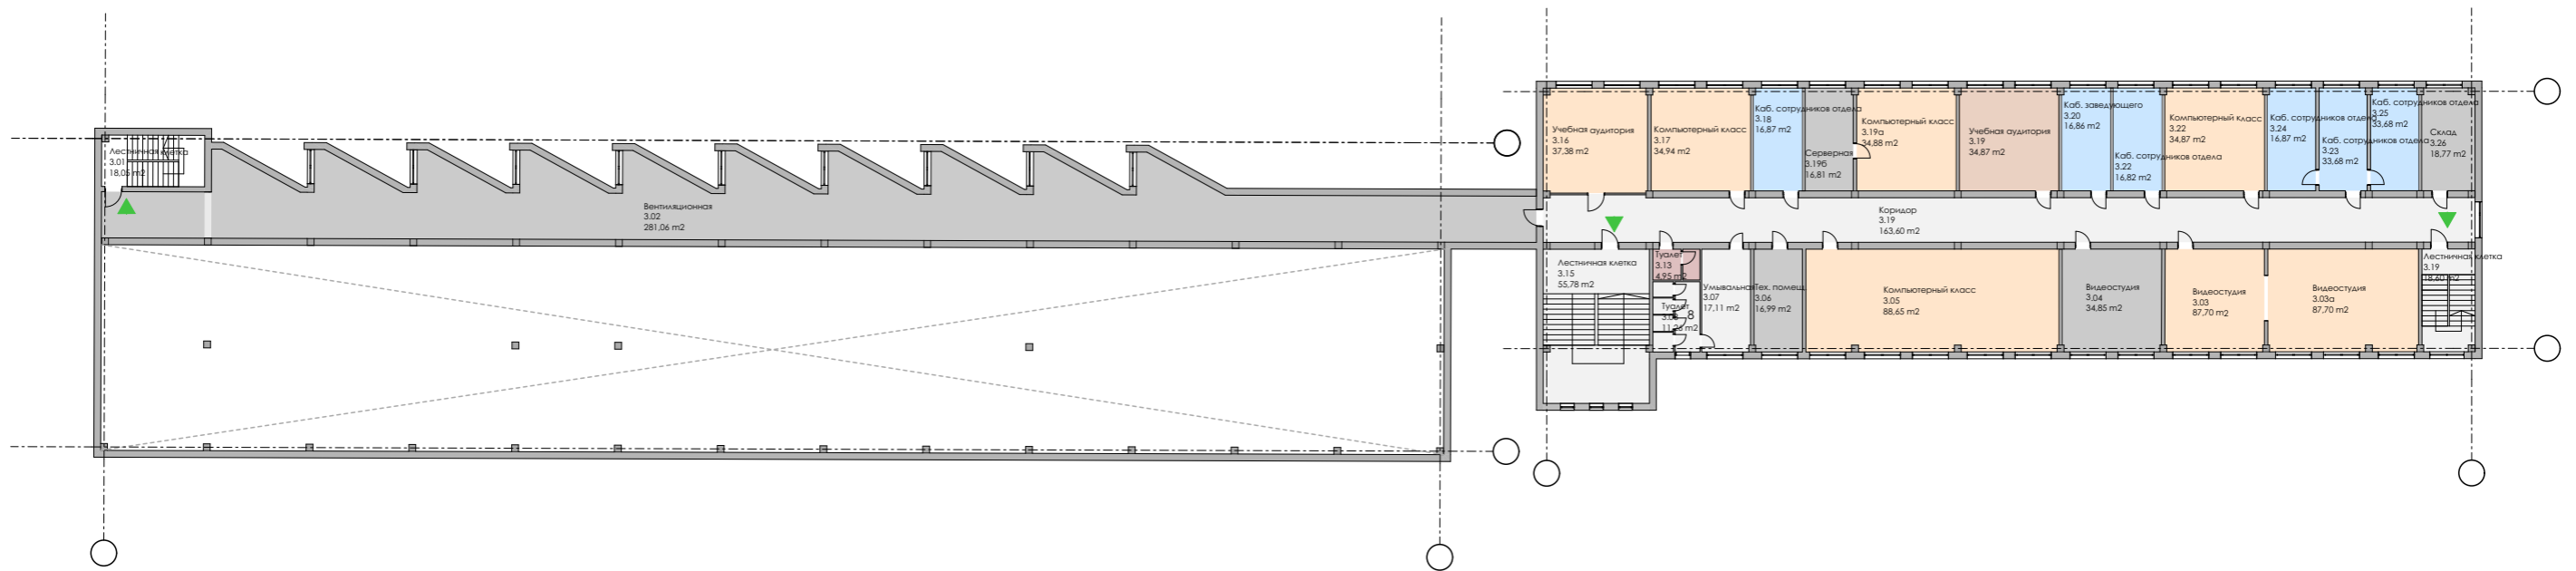 Лестничная клетка
3.01
18,05 m2
Вентиляционная
3.02
281,06 m2
Учебная аудитория
3.16
37,38 m2
Компьютерный класс
3.17
34,94 m2
Каб. сотрудников отдела
3.18
16,87 m2
Серверная
3.19б
16,81 m2
Компьютерный класс
3.19а
34,88 m2
Учебная аудитория
3.19
34,87 m2
Каб. заведующего
3.20
16,86 m2
Каб. сотрудников отдела
3.22
16,82 m2
Компьютерный класс
3.22
34,87 m2
Каб. сотрудников отдела
3.24
16,87 m2
Каб. сотрудников отдела
3.23
33,68 m2
Каб. сотрудников отдела
3.25
33,68 m2
Склад
3.26
18,77 m2
Коридор
3.19
163,60 m2
Лестничная клетка
3.15
55,78 m2
Туалет
3.13
4,95 m2
Туалет
8
Умывальная
3.07
17,11 m2
Тех. помещ.
3.06
16,99 m2
Компьютерный класс
3.05
88,65 m2
Видеостудия
3.04
34,85 m2
Видеостудия
3.03
87,70 m2
Видеостудия
3.03а
87,70 m2
Лестничная клетка
3.19
18,60 m2